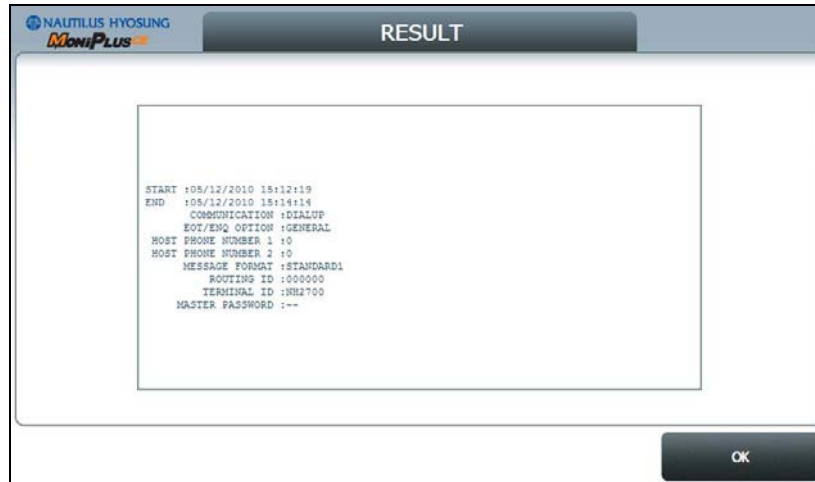 NAUTILUS HYOSUNG
MoniPlus CE
RESULT
START :05/12/2010 15:12:19
END :05/12/2010 15:14:14
COMMUNICATION :DIALUP
EOT/ENQ OPTION :GENERAL
HOST PHONE NUMBER 1 :0
HOST PHONE NUMBER 2 :0
MESSAGE FORMAT :STANDARD1
ROUTING ID :000000
TERMINAL ID :NH2700
MASTER PASSWORD :--
OK